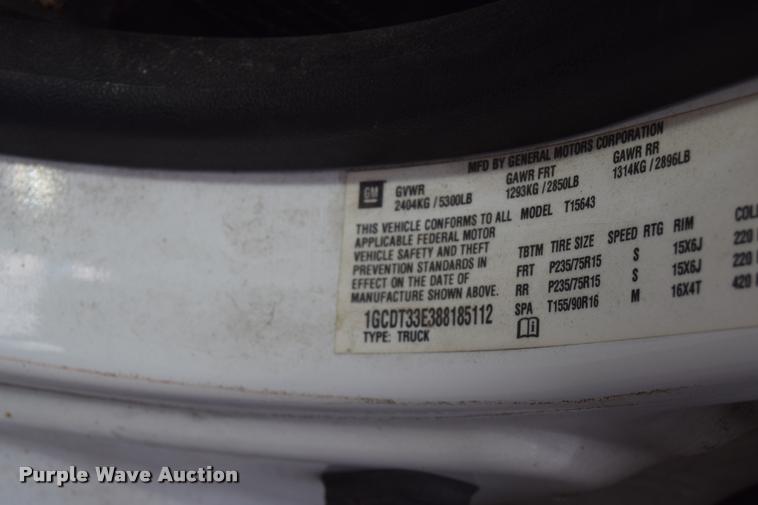 MFD BY GENERAL MOTORS CORPORATION
GM GVWR GAWR FRT GAWR RR
2404KG / 5300LB 1293KG / 2850LB 1314KG / 2896LB
THIS VEHICLE CONFORMS TO ALL MODEL T15643
APPLICABLE FEDERAL MOTOR
VEHICLE SAFETY AND THEFT
PREVENTION STANDARDS IN
EFFECT ON THE DATE OF
MANUFACTURE SHOWN ABOVE.
TBTM TIRE SIZE SPEED RTG RIM COL
FRT P235/75R15 S 15X6J 220
RR P235/75R15 S 15X6J 220
SPA T155/90R16 M 16X4T 420
1GCDT33E388185112
TYPE: TRUCK
Purple Wave Auction